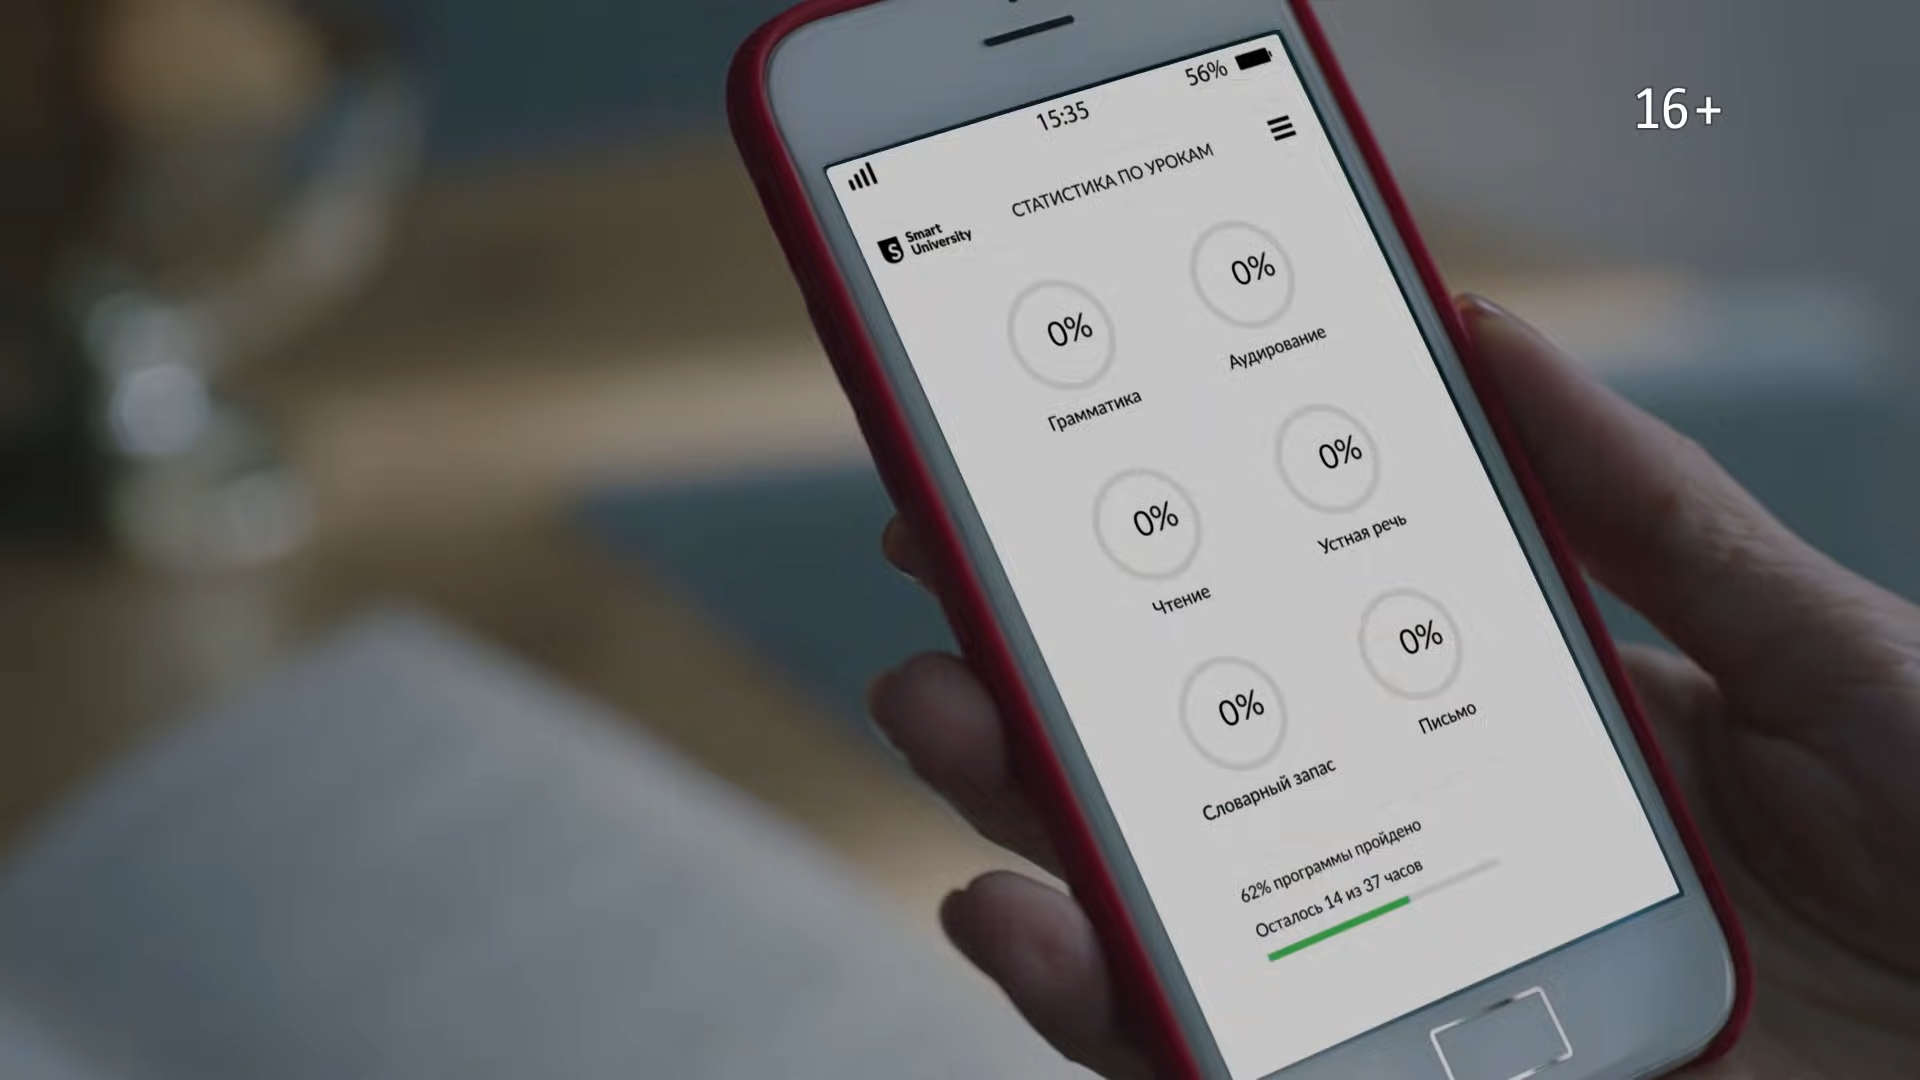 16+
56%
15:35
СТАТИСТИКА ПО УРОКАМ
S Smart
University
0%
0%
Грамматика
Аудирование
0%
0%
Чтение
Устная речь
0%
0%
Словарный запас
Письмо
62% программы пройдено
Осталось 14 из 37 часов